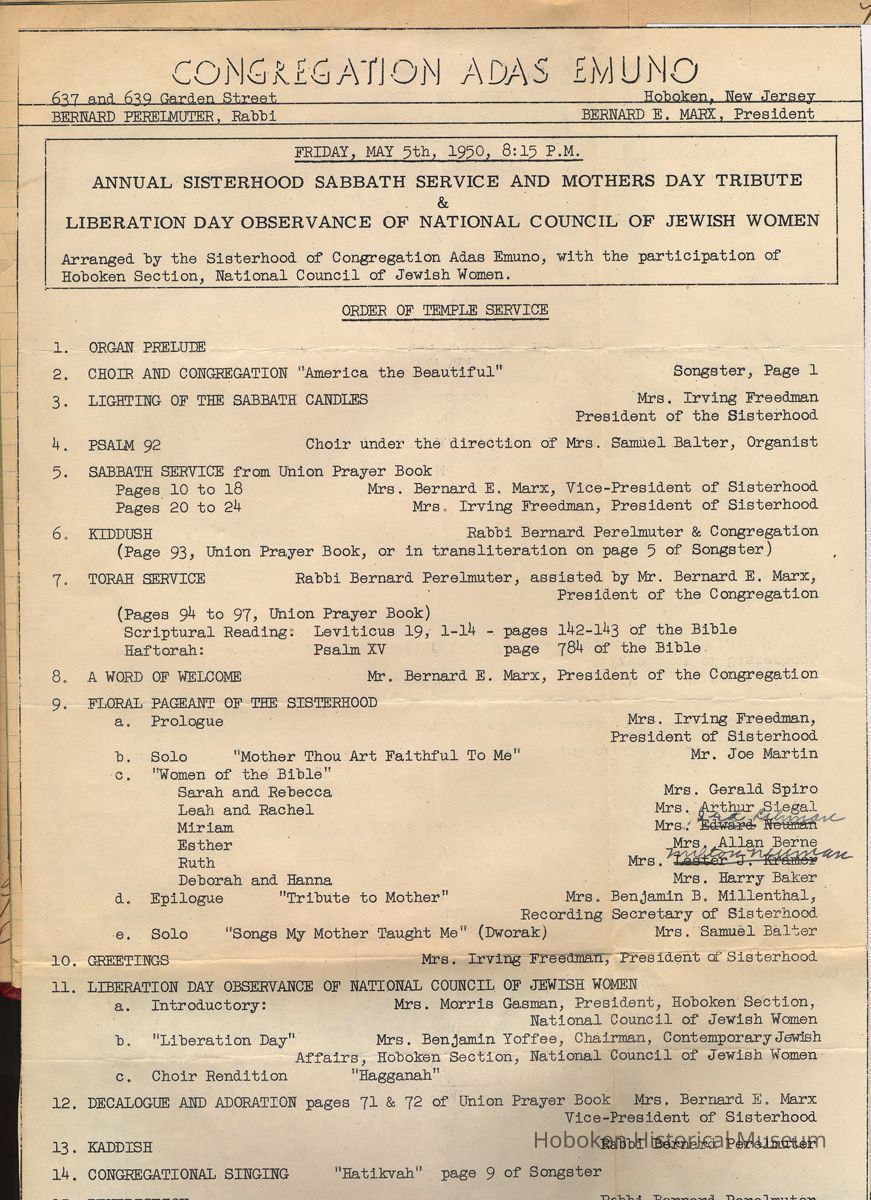 CONGREGATION ADAS EMUNO
637 and 639 Garden Street Hoboken, New Jersey
BERNARD PERELMUTER, Rabbi BERNARD E. MARX, President
FRIDAY, MAY 5th, 1950, 8:15 P.M.
ANNUAL SISTERHOOD SABBATH SERVICE AND MOTHERS DAY TRIBUTE
&
LIBERATION DAY OBSERVANCE OF NATIONAL COUNCIL OF JEWISH WOMEN
Arranged by the Sisterhood of Congregation Adas Emuno, with the participation of
Hoboken Section, National Council of Jewish Women.
ORDER OF TEMPLE SERVICE
1. ORGAN PRELUDE
2. CHOIR AND CONGREGATION "America the Beautiful" Songster, Page 1
3. LIGHTING OF THE SABBATH CANDLES Mrs. Irving Freedman
President of the Sisterhood
4. PSALM 92 Choir under the direction of Mrs. Samuel Balter, Organist
5. SABBATH SERVICE from Union Prayer Book
Pages 10 to 18 Mrs. Bernard E. Marx, Vice-President of Sisterhood
Pages 20 to 24 Mrs. Irving Freedman, President of Sisterhood
6. KIDDUSH Rabbi Bernard Perelmuter & Congregation
(Page 93, Union Prayer Book, or in transliteration on page 5 of Songster)
7. TORAH SERVICE Rabbi Bernard Perelmuter, assisted by Mr. Bernard E. Marx,
President of the Congregation
(Pages 94 to 97, Union Prayer Book)
Scriptural Reading: Leviticus 19, 1-14 - pages 142-143 of the Bible
Haftorah: Psalm XV page 784 of the Bible
8. A WORD OF WELCOME Mr. Bernard E. Marx, President of the Congregation
9. FLORAL PAGEANT OF THE SISTERHOOD
a. Prologue Mrs. Irving Freedman,
President of Sisterhood
b. Solo "Mother Thou Art Faithful To Me" Mr. Joe Martin
c. "Women of the Bible"
Sarah and Rebecca Mrs. Gerald Spiro
Leah and Rachel Mrs. Arthur Siegal
Miriam Mrs. Edward Neuman
Esther Mrs. Allan Berne
Milton Neuman
Ruth Mrs. Lester J. Kramer
Deborah and Hanna Mrs. Harry Baker
d. Epilogue "Tribute to Mother" Mrs. Benjamin B. Millenthal,
Recording Secretary of Sisterhood
e. Solo "Songs My Mother Taught Me" (Dworak) Mrs. Samuel Balter
10. GREETINGS Mrs. Irving Freedman, President of Sisterhood
11. LIBERATION DAY OBSERVANCE OF NATIONAL COUNCIL OF JEWISH WOMEN
a. Introductory: Mrs. Morris Gasman, President, Hoboken Section,
National Council of Jewish Women
b. "Liberation Day" Mrs. Benjamin Yoffee, Chairman, Contemporary Jewish
Affairs, Hoboken Section, National Council of Jewish Women
c. Choir Rendition "Hagganah"
12. DECALOGUE AND ADORATION pages 71 & 72 of Union Prayer Book Mrs. Bernard E. Marx
Vice-President of Sisterhood
Hoboken Historical Museum
13. KADDISH Rabbi Bernard Perelmuter
14. CONGREGATIONAL SINGING "Hatikvah" page 9 of Songster
15. BENEDICTION Rabbi Bernard Perelmuter